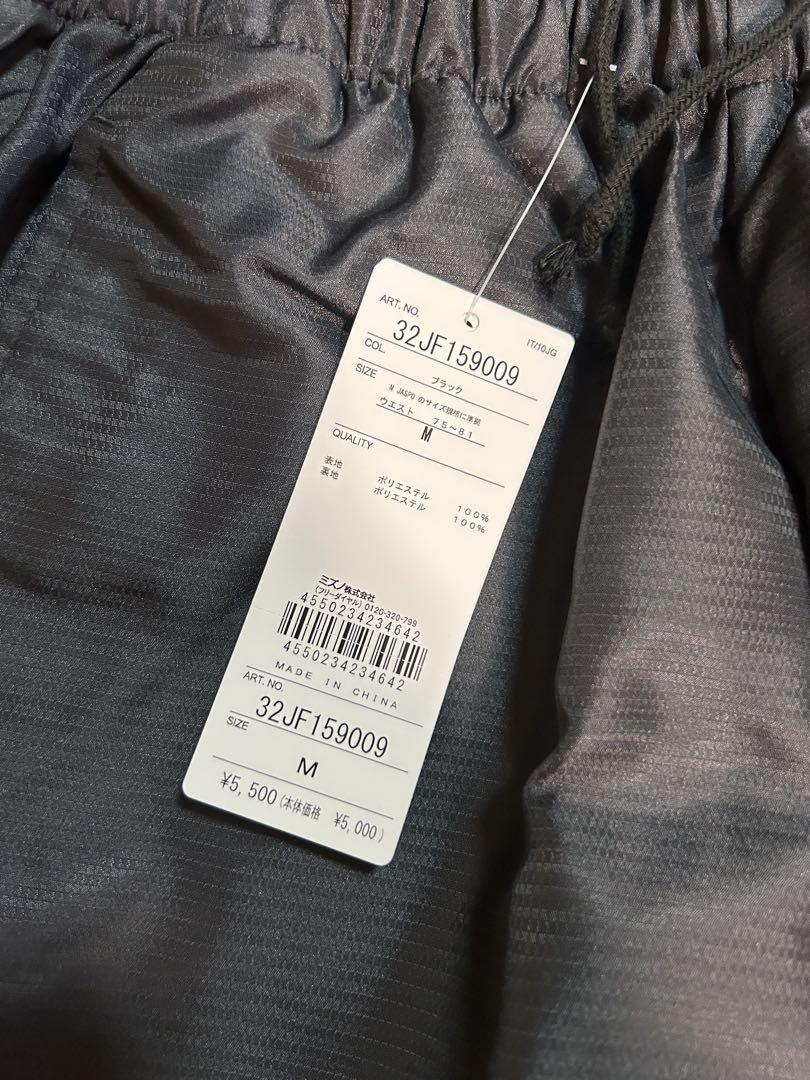 ART. NO.
32JF159009
IT/10JG
COL.
ブラック
SIZE
M JASPO のサイズ規格に準拠
ウエスト 75~81
M
QUALITY
表地 ポリエステル 100%
裏地 ポリエステル 100%
ミズノ株式会社
(フリーダイヤル) 0120-320-799
4550234234642
4550234234642
MADE IN CHINA
ART. NO.
32JF159009
SIZE
M
¥5,500 (本体価格 ¥5,000)